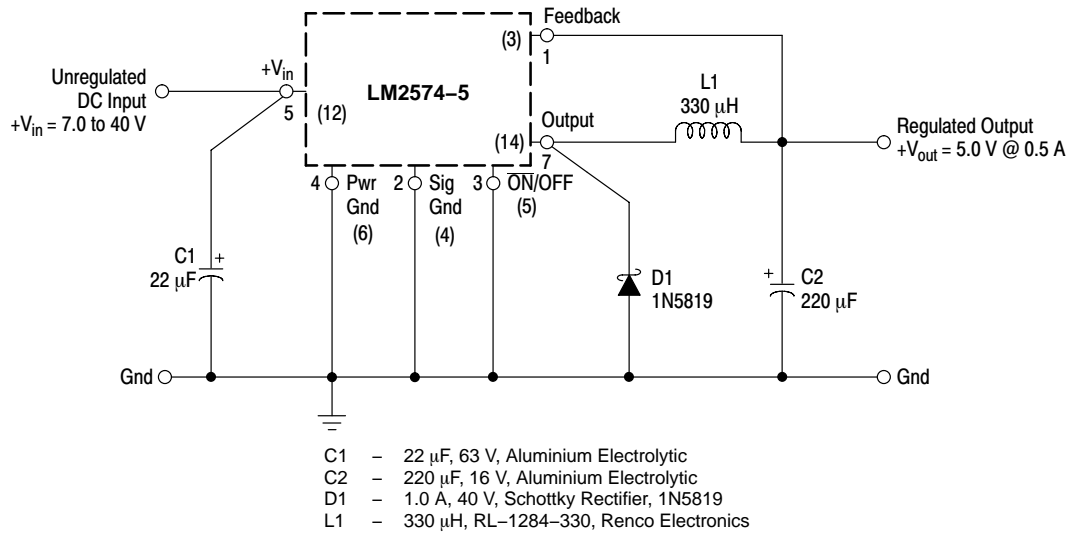 Feedback
(3)
1
Unregulated
DC Input
+Vin = 7.0 to 40 V
+Vin
5
(12)
LM2574–5
L1
330 μH
Output
(14)
7
Regulated Output
+Vout = 5.0 V @ 0.5 A
4
Pwr
Gnd
(6)
2
Sig
Gnd
(4)
3
ON/OFF
(5)
C1
22 μF
+
D1
1N5819
+
C2
220 μF
Gnd
Gnd
C1 – 22 μF, 63 V, Aluminium Electrolytic
C2 – 220 μF, 16 V, Aluminium Electrolytic
D1 – 1.0 A, 40 V, Schottky Rectifier, 1N5819
L1 – 330 μH, RL–1284–330, Renco Electronics